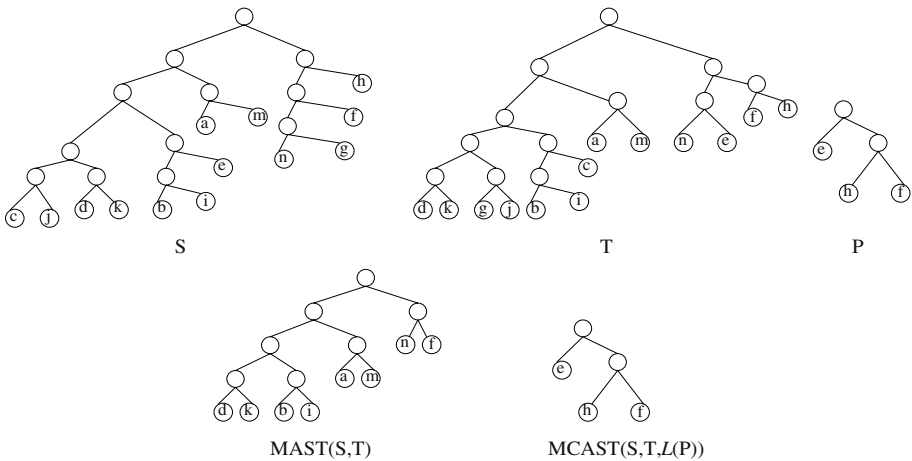 h
a m f
n g
e
c j d k b i
S
f h
a m n e
c
d k g j b i
T
e
h f
P
n f
a m
d k b i
MAST(S,T)
e
h f
MCAST(S,T,L(P))